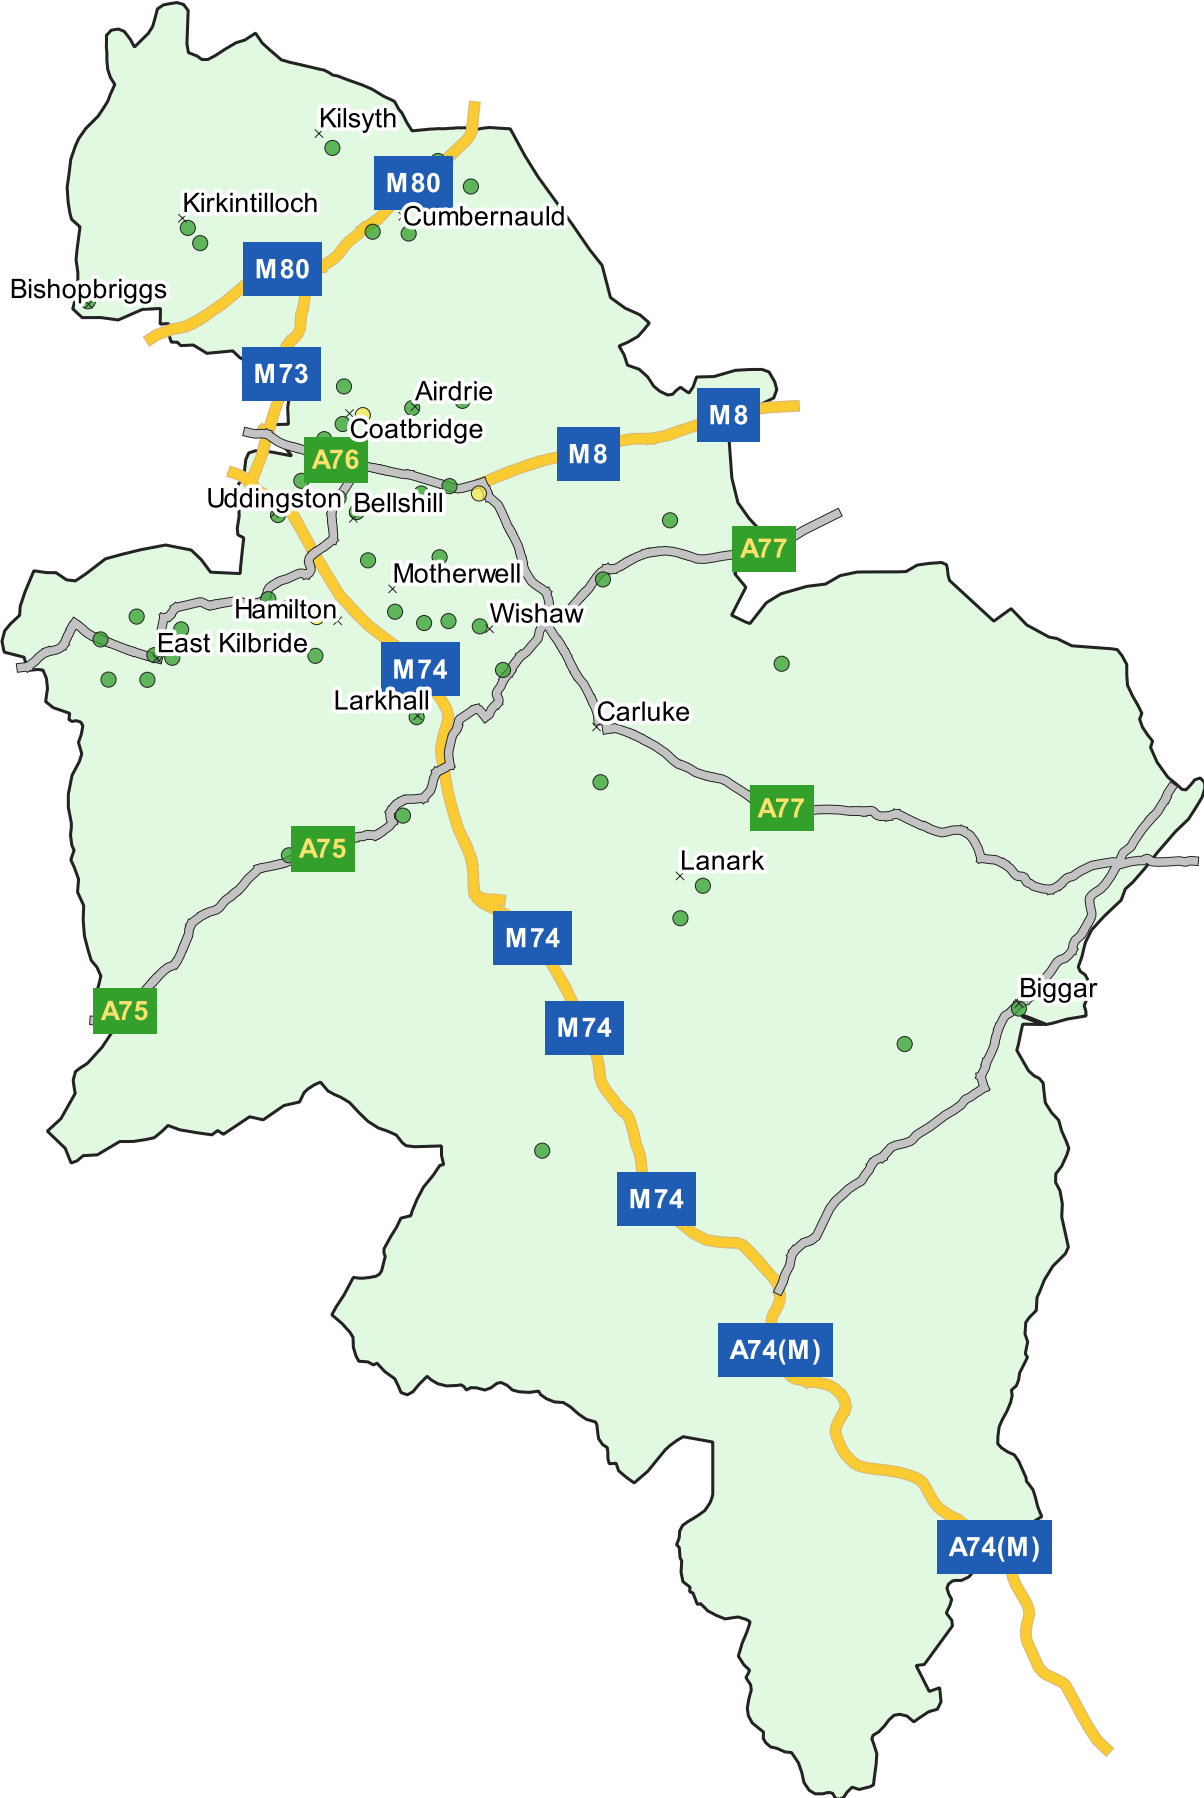 Kilsyth
M80
Kirkintilloch
Cumbernauld
M80
Bishopbriggs
M73
Airdrie
M8
Coatbridge
M8
A76
Uddingston
Bellshill
A77
Motherwell
Hamilton
Wishaw
East Kilbride
M74
Larkhall
Carluke
A77
A75
Lanark
M74
Biggar
A75
M74
M74
A74(M)
A74(M)